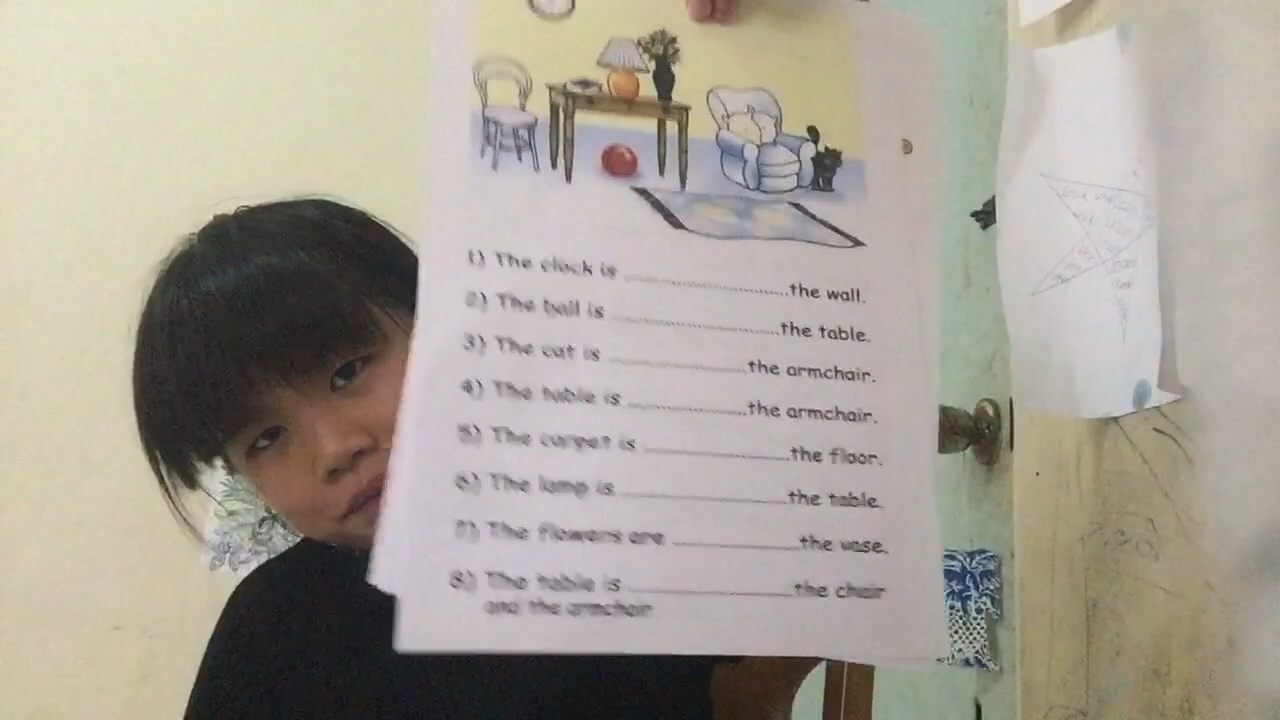 1) The clock is ........................the wall.
2) The ball is ........................the table.
3) The cat is ........................the armchair.
4) The table is ........................the armchair.
5) The carpet is ........................the floor.
6) The lamp is ........................the table.
7) The flowers are ........................the vase.
8) The table is ........................the chair
and the armchair